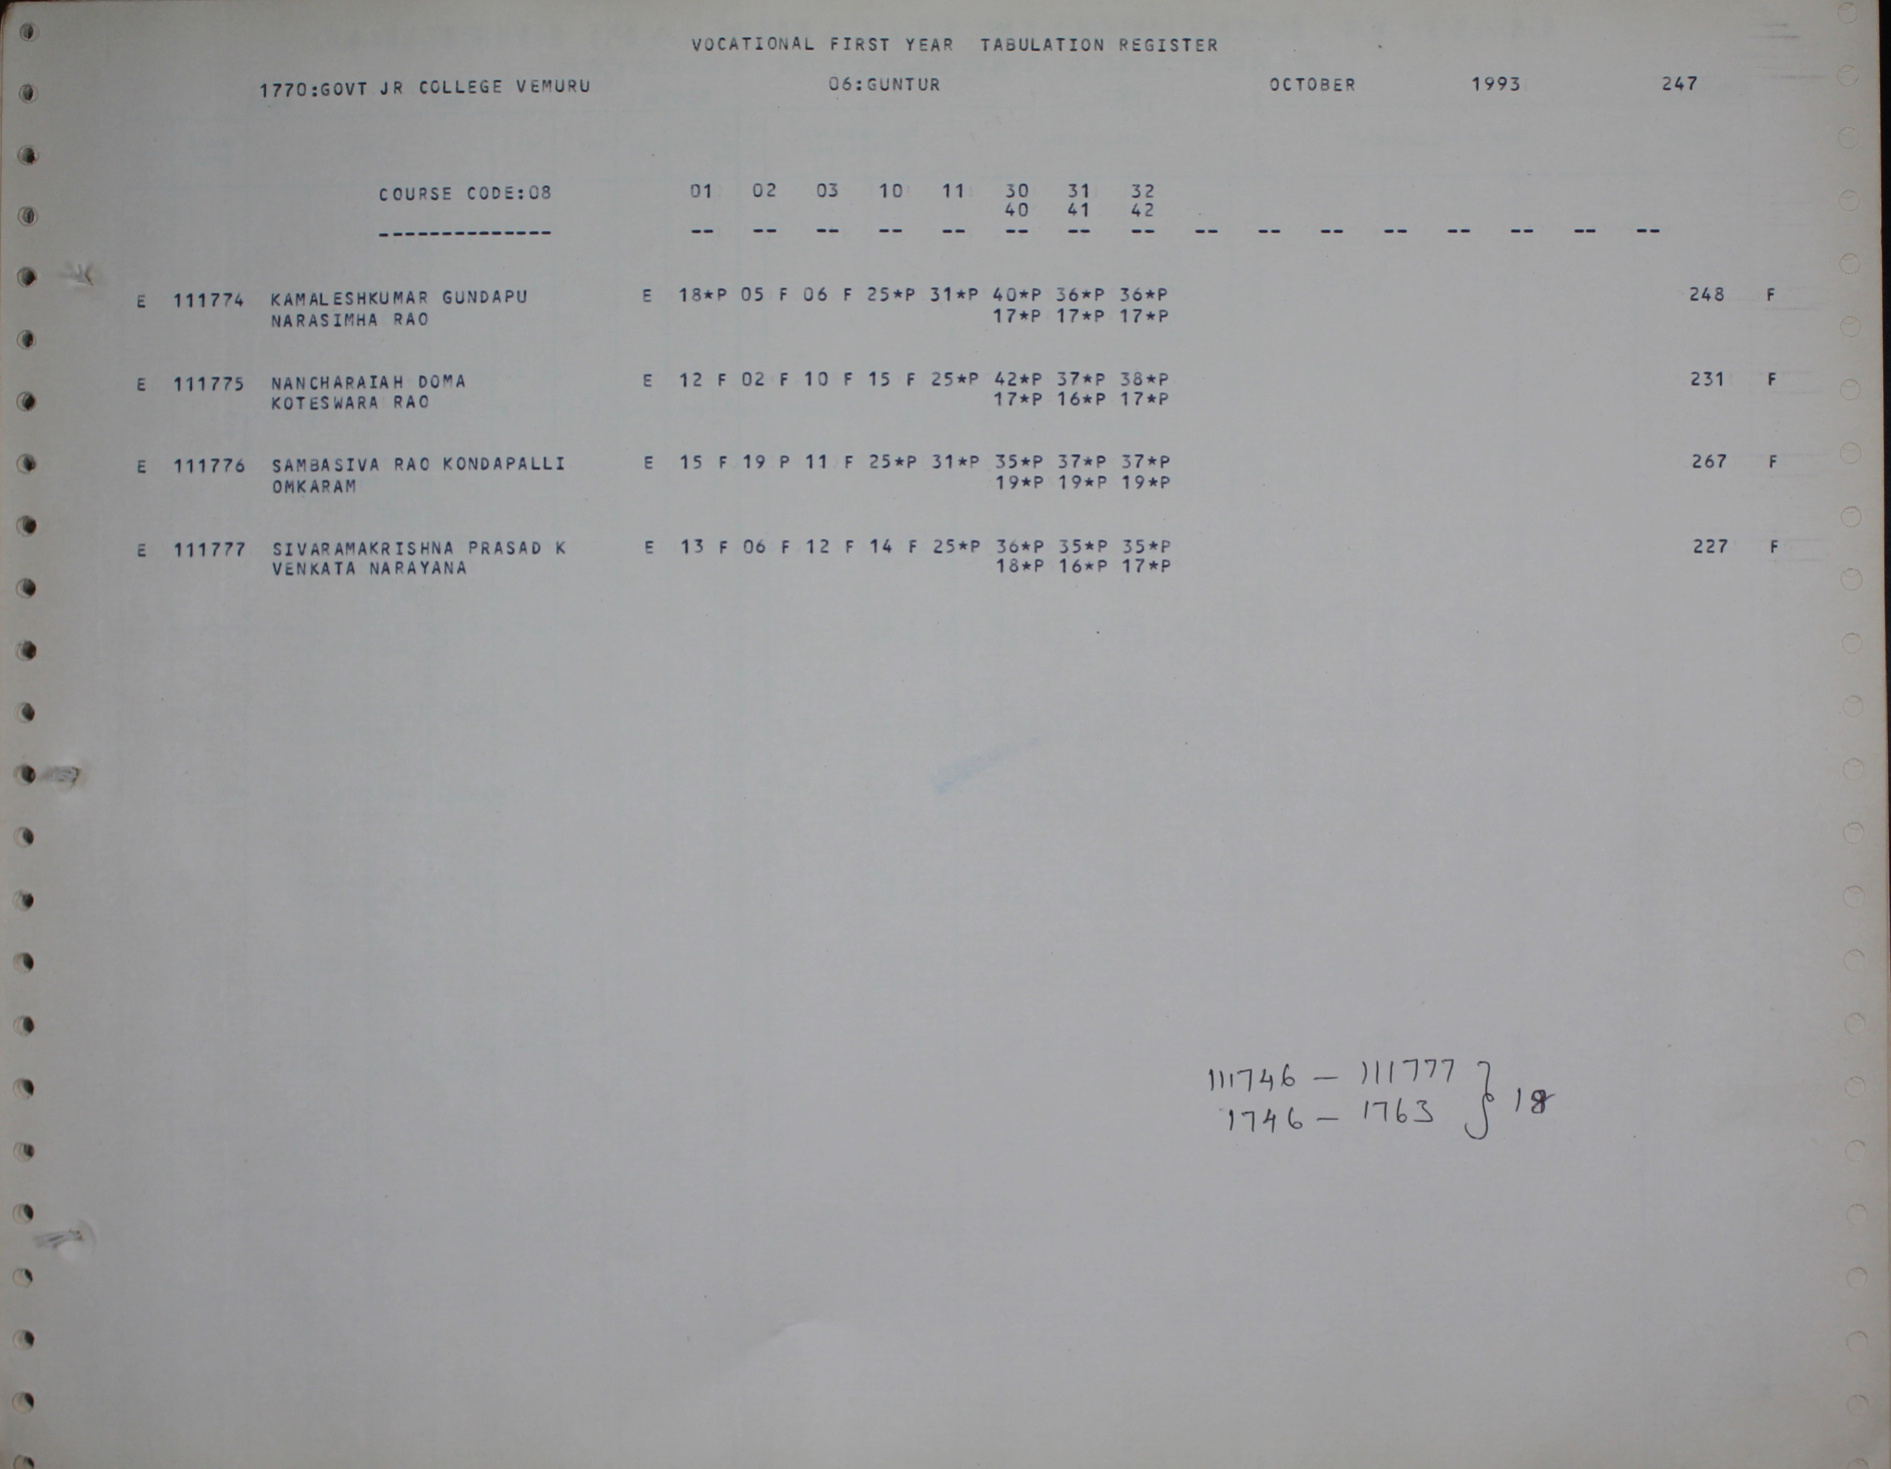 VOCATIONAL FIRST YEAR TABULATION REGISTER
1770:GOVT JR COLLEGE VEMURU 06:GUNTUR OCTOBER 1993 247
COURSE CODE:08 01 02 03 10 11 30 31 32
40 41 42
-------------- -- -- -- -- -- -- -- -- -- -- -- -- -- -- -- --
E 111774 KAMALESHKUMAR GUNDAPU E 18*P 05 F 06 F 25*P 31*P 40*P 36*P 36*P 248 F
NARASIMHA RAO 17*P 17*P 17*P
E 111775 NANCHARAIAH DOMA E 12 F 02 F 10 F 15 F 25*P 42*P 37*P 38*P 231 F
KOTESWARA RAO 17*P 16*P 17*P
E 111776 SAMBASIVA RAO KONDAPALLI E 15 F 19 P 11 F 25*P 31*P 35*P 37*P 37*P 267 F
OMKARAM 19*P 19*P 19*P
E 111777 SIVARAMAKRISHNA PRASAD K E 13 F 06 F 12 F 14 F 25*P 36*P 35*P 35*P 227 F
VENKATA NARAYANA 18*P 16*P 17*P
111746 – 111777
1746 – 1763 } 18